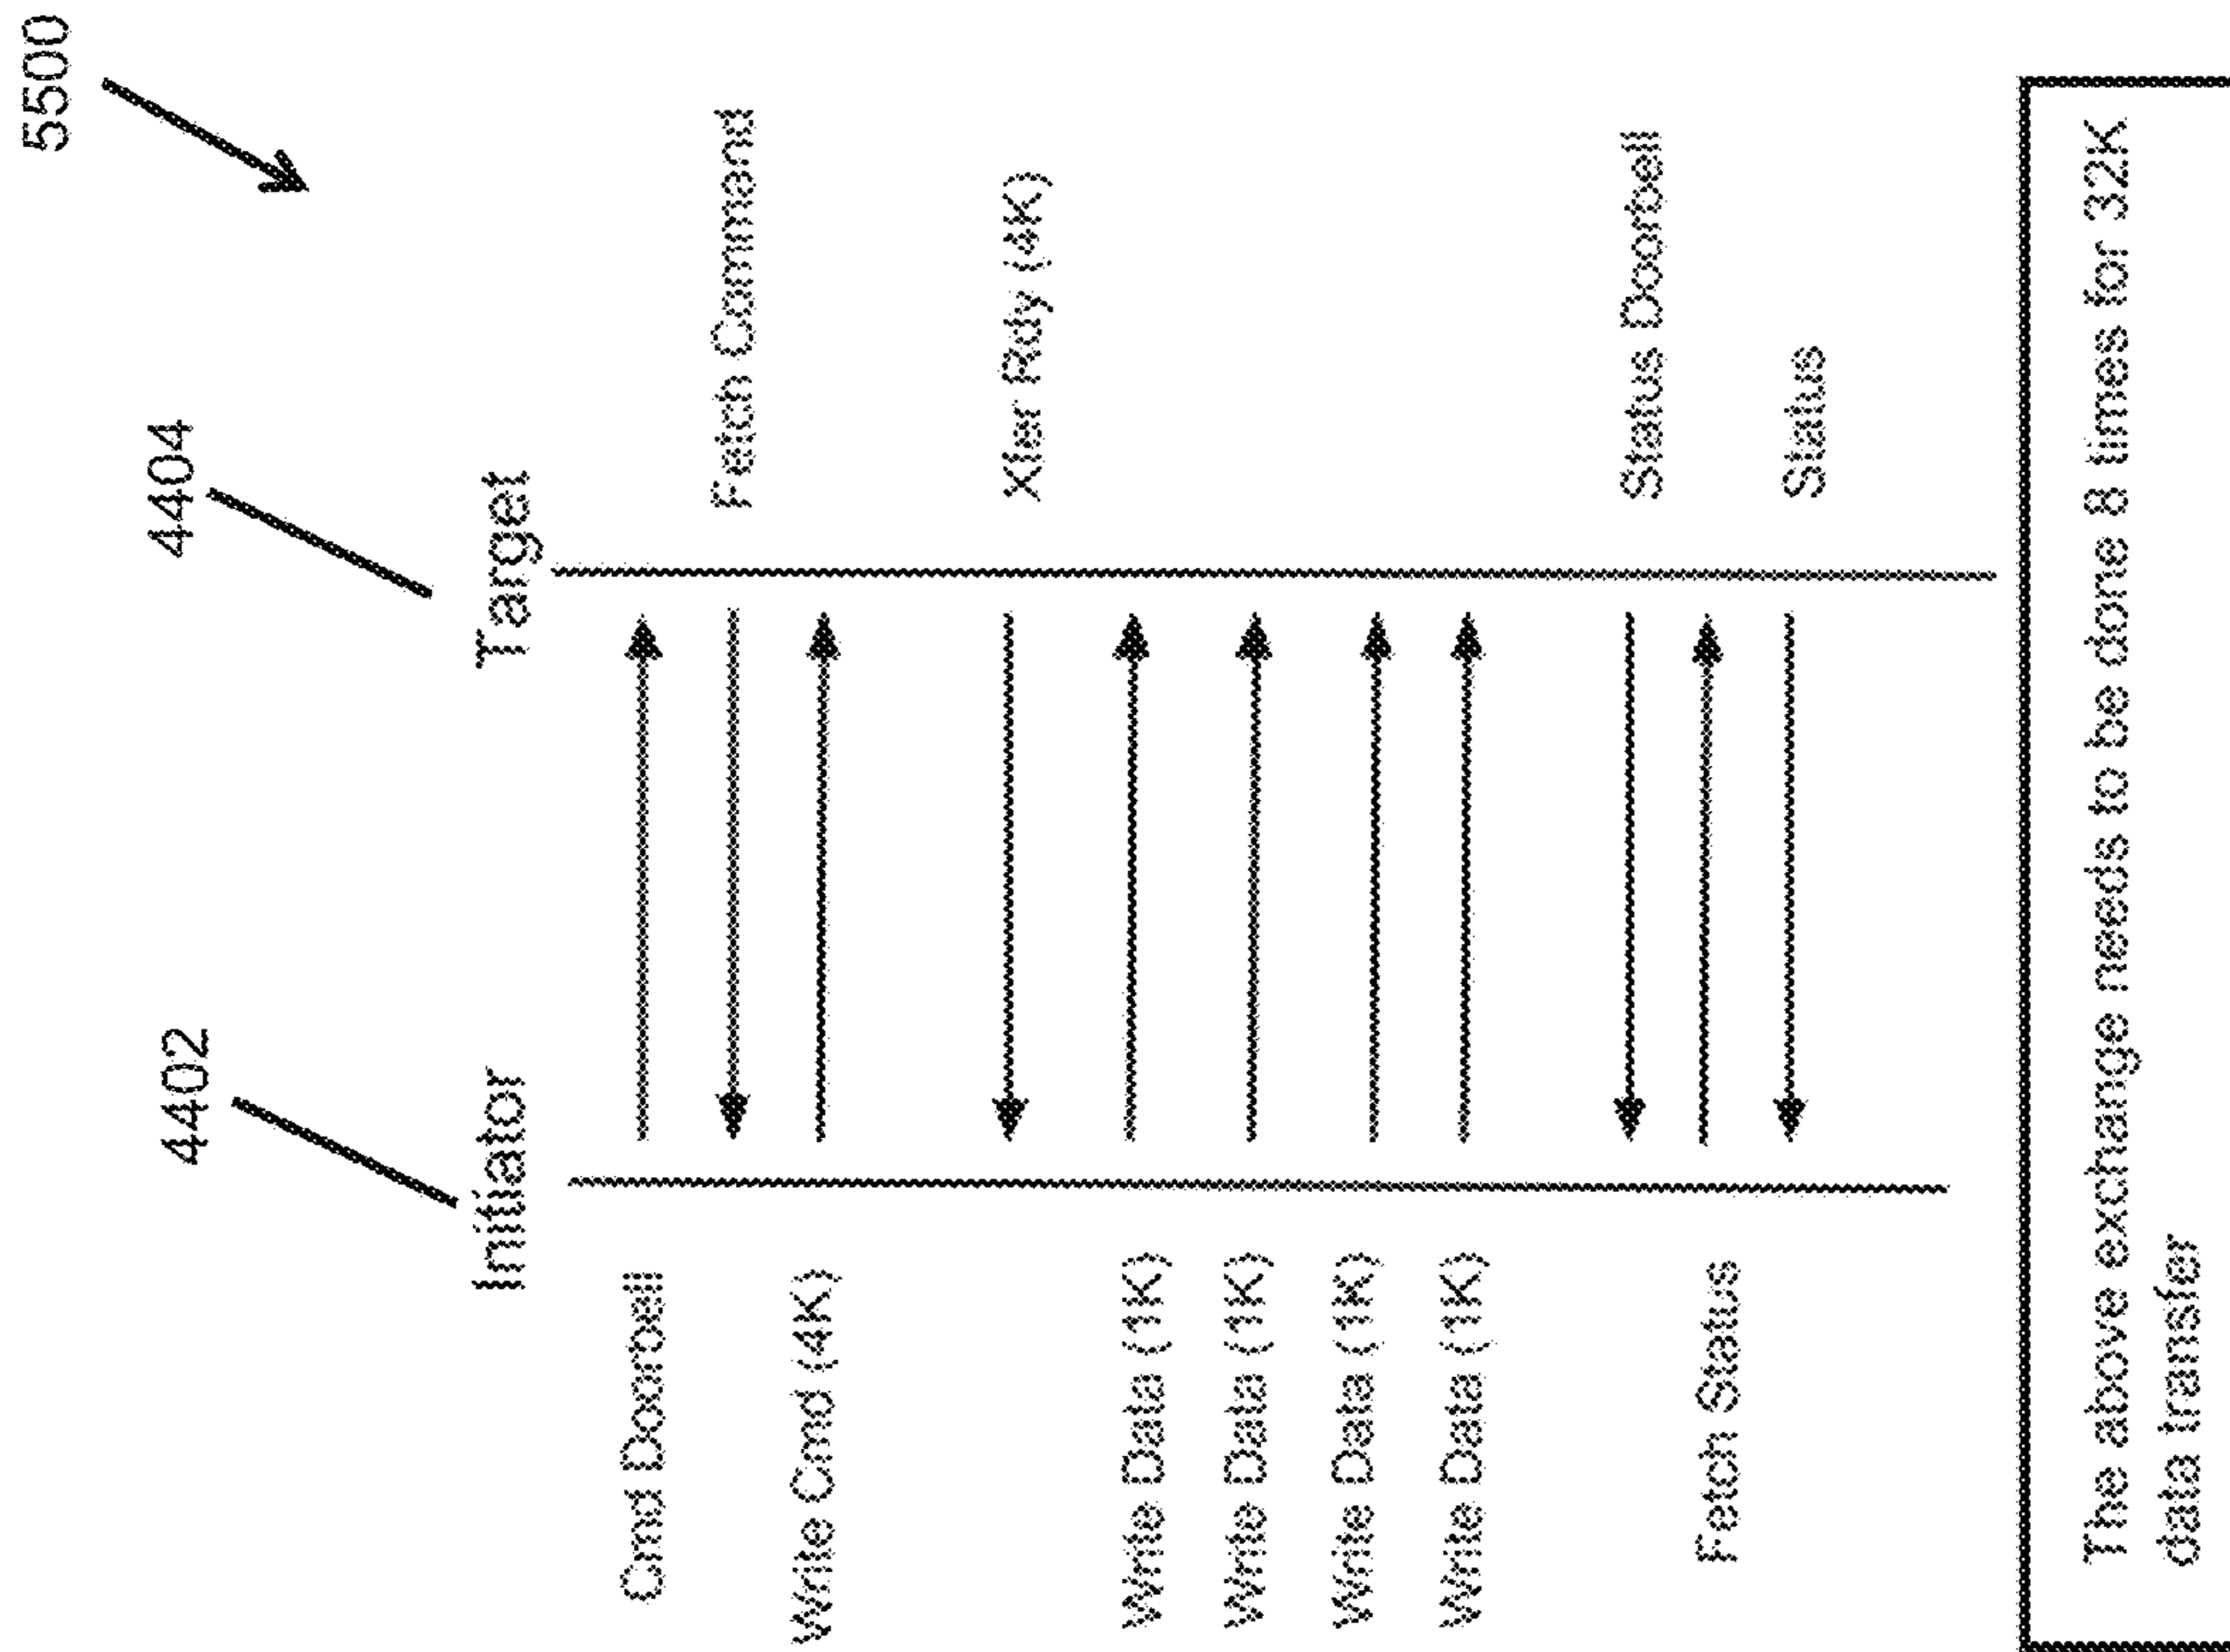 5500
4402
4404
Initiator
Target
Cmd Doorbell
Fetch Command
Write Cmd (4K)
Xfer Rdy (4K)
Write Data (1K)
Write Data (1K)
Write Data (1K)
Write Data (1K)
Status Doorbell
Fetch Status
Status
The above exchange needs to be done 8 times for 32K
data transfer